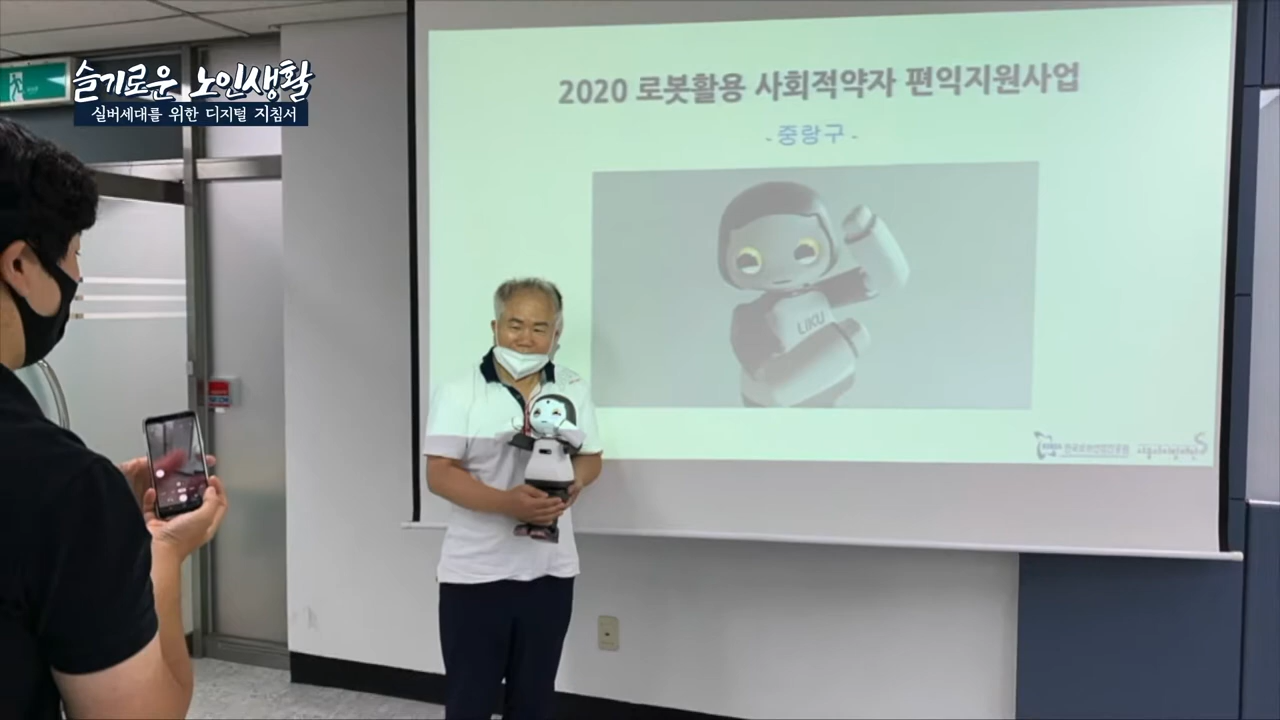 슬기로운 노인생활
실버세대를 위한 디지털 지침서
2020 로봇활용 사회적약자 편익지원사업
- 중랑구 -
LIKU